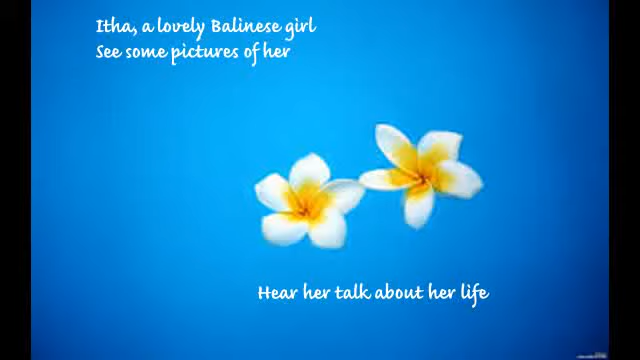 Itha, a lovely Balinese girl
See some pictures of her
Hear her talk about her life